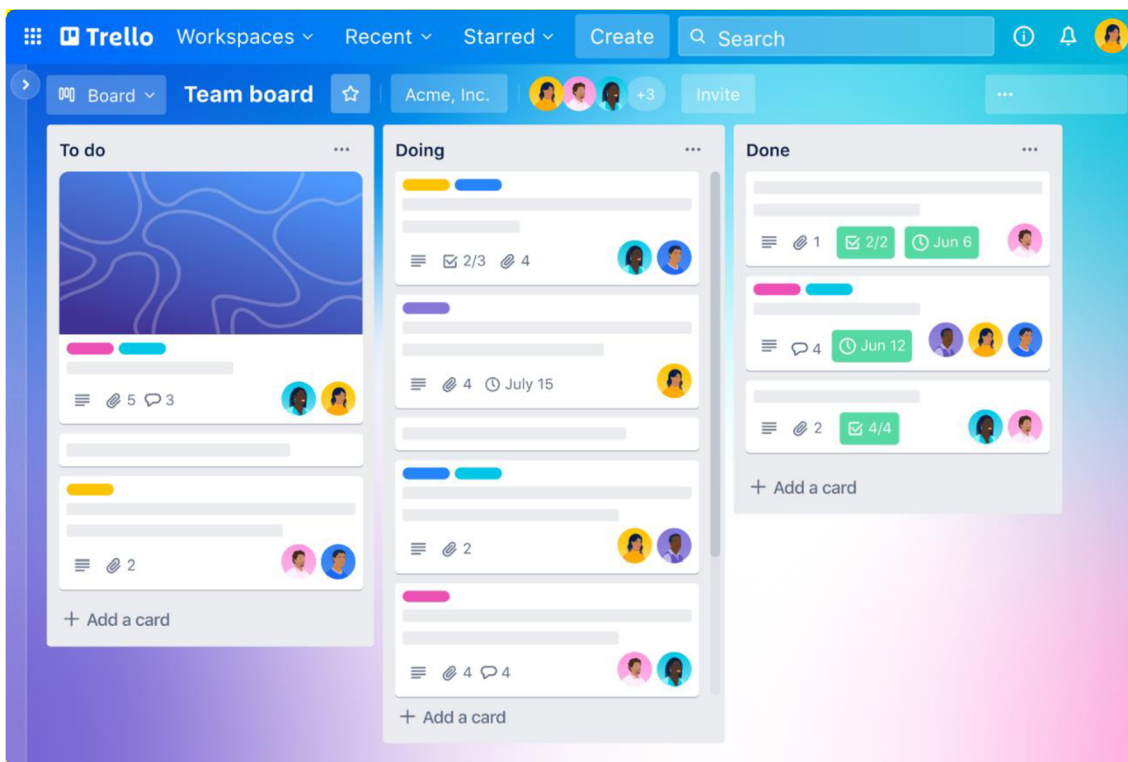 Trello Workspaces Recent Starred Create Search
Board Team board Acme, Inc. +3 Invite
To do
5 3
2
+ Add a card
Doing
2/3 4
4 July 15
2
4 4
+ Add a card
Done
1 2/2 Jun 6
4 Jun 12
2 4/4
+ Add a card